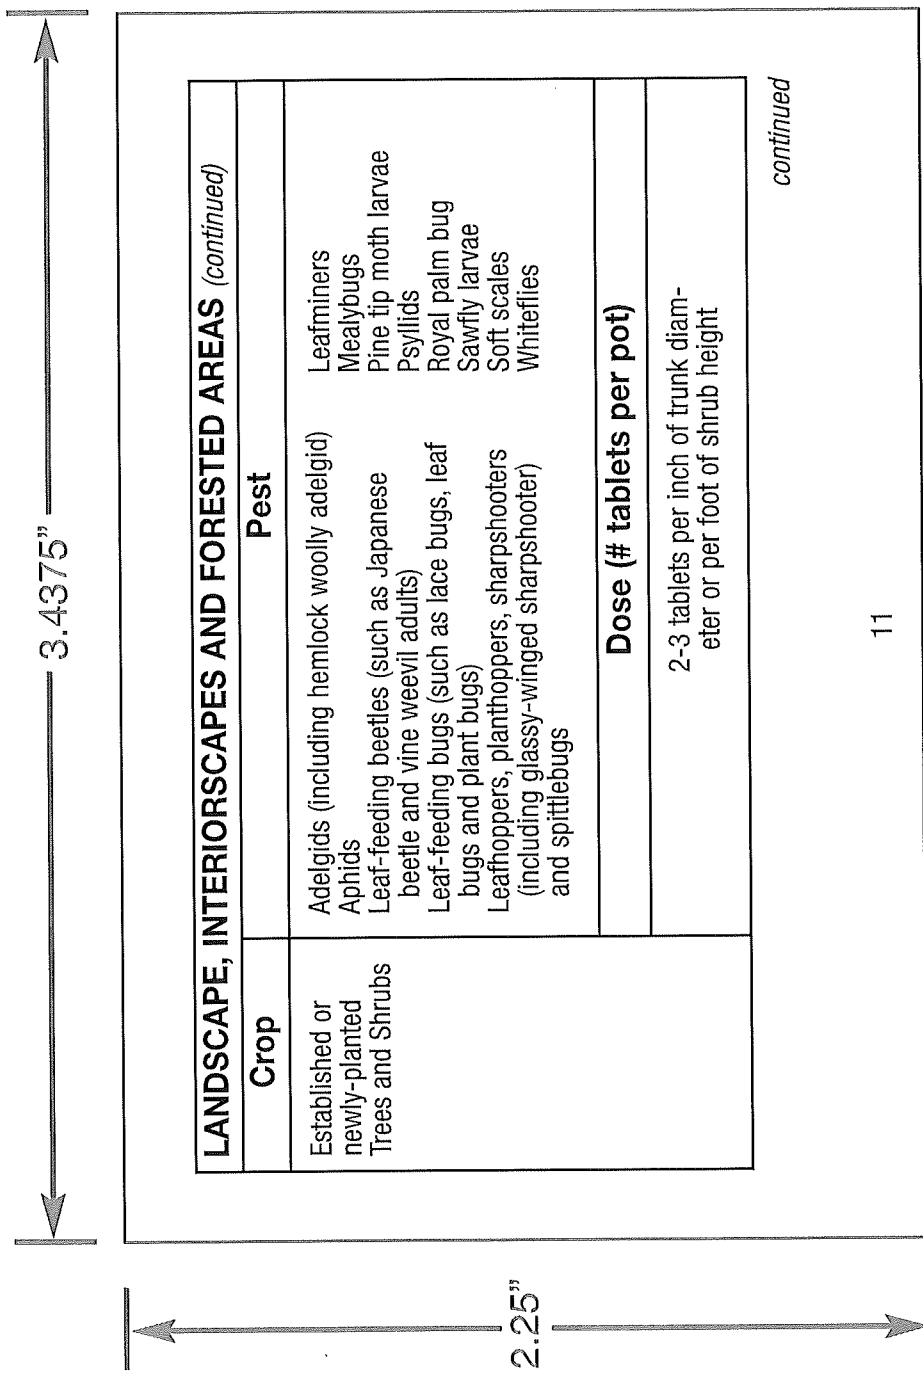 3.4375”
2.25”
LANDSCAPE, INTERIORSCAPES AND FORESTED AREAS (continued)
Crop
Pest
Established or
newly-planted
Trees and Shrubs
Adelgids (including hemlock woolly adelgid)
Aphids
Leaf-feeding beetles (such as Japanese
beetle and vine weevil adults)
Leaf-feeding bugs (such as lace bugs, leaf
bugs and plant bugs)
Leafhoppers, planthoppers, sharpshooters
(including glassy-winged sharpshooter)
and spittlebugs
Leafminers
Mealybugs
Pine tip moth larvae
Psyllids
Royal palm bug
Sawfly larvae
Soft scales
Whiteflies
Dose (# tablets per pot)
2-3 tablets per inch of trunk diam-
eter or per foot of shrub height
continued
11